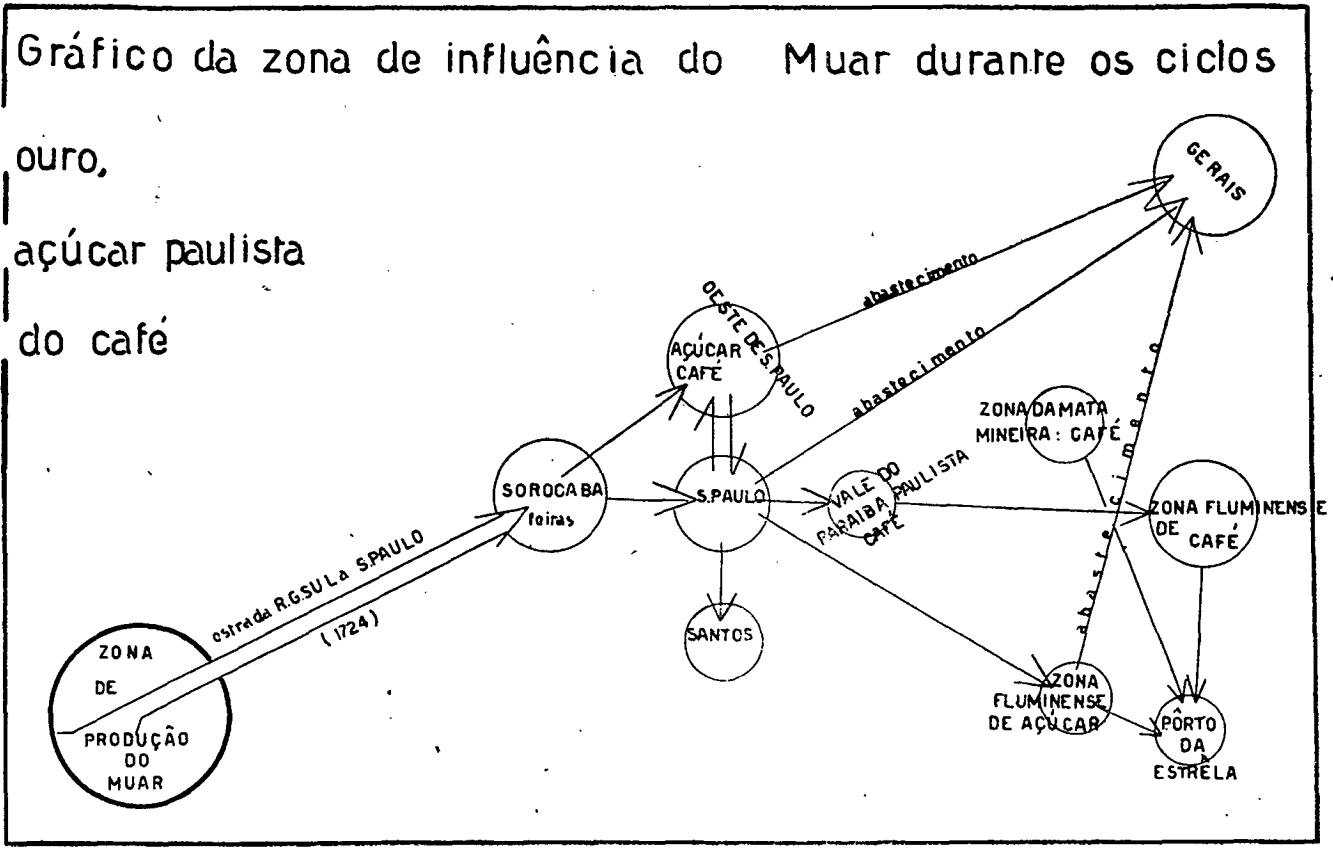 Gráfico da zona de influência do Muar durante os ciclos
ouro,
açúcar paulista
do café
GERAIS
abastecimento
OESTE DE S.PAULO
AÇÚCAR
CAFÉ
abastecimento
abastecimento
ZONA DA MATA
MINEIRA: CAFÉ
SOROCABA
feiras
S.PAULO
VALE DO
PARAIBA PAULISTA
CAFÉ
ZONA FLUMINENSE
DE CAFÉ
estrada R.G.SUL a S.PAULO
(1724)
SANTOS
ZONA
DE
PRODUÇÃO
DO
MUAR
ZONA
FLUMINENSE
DE AÇÚCAR
PÔRTO
DA
ESTRÊLA